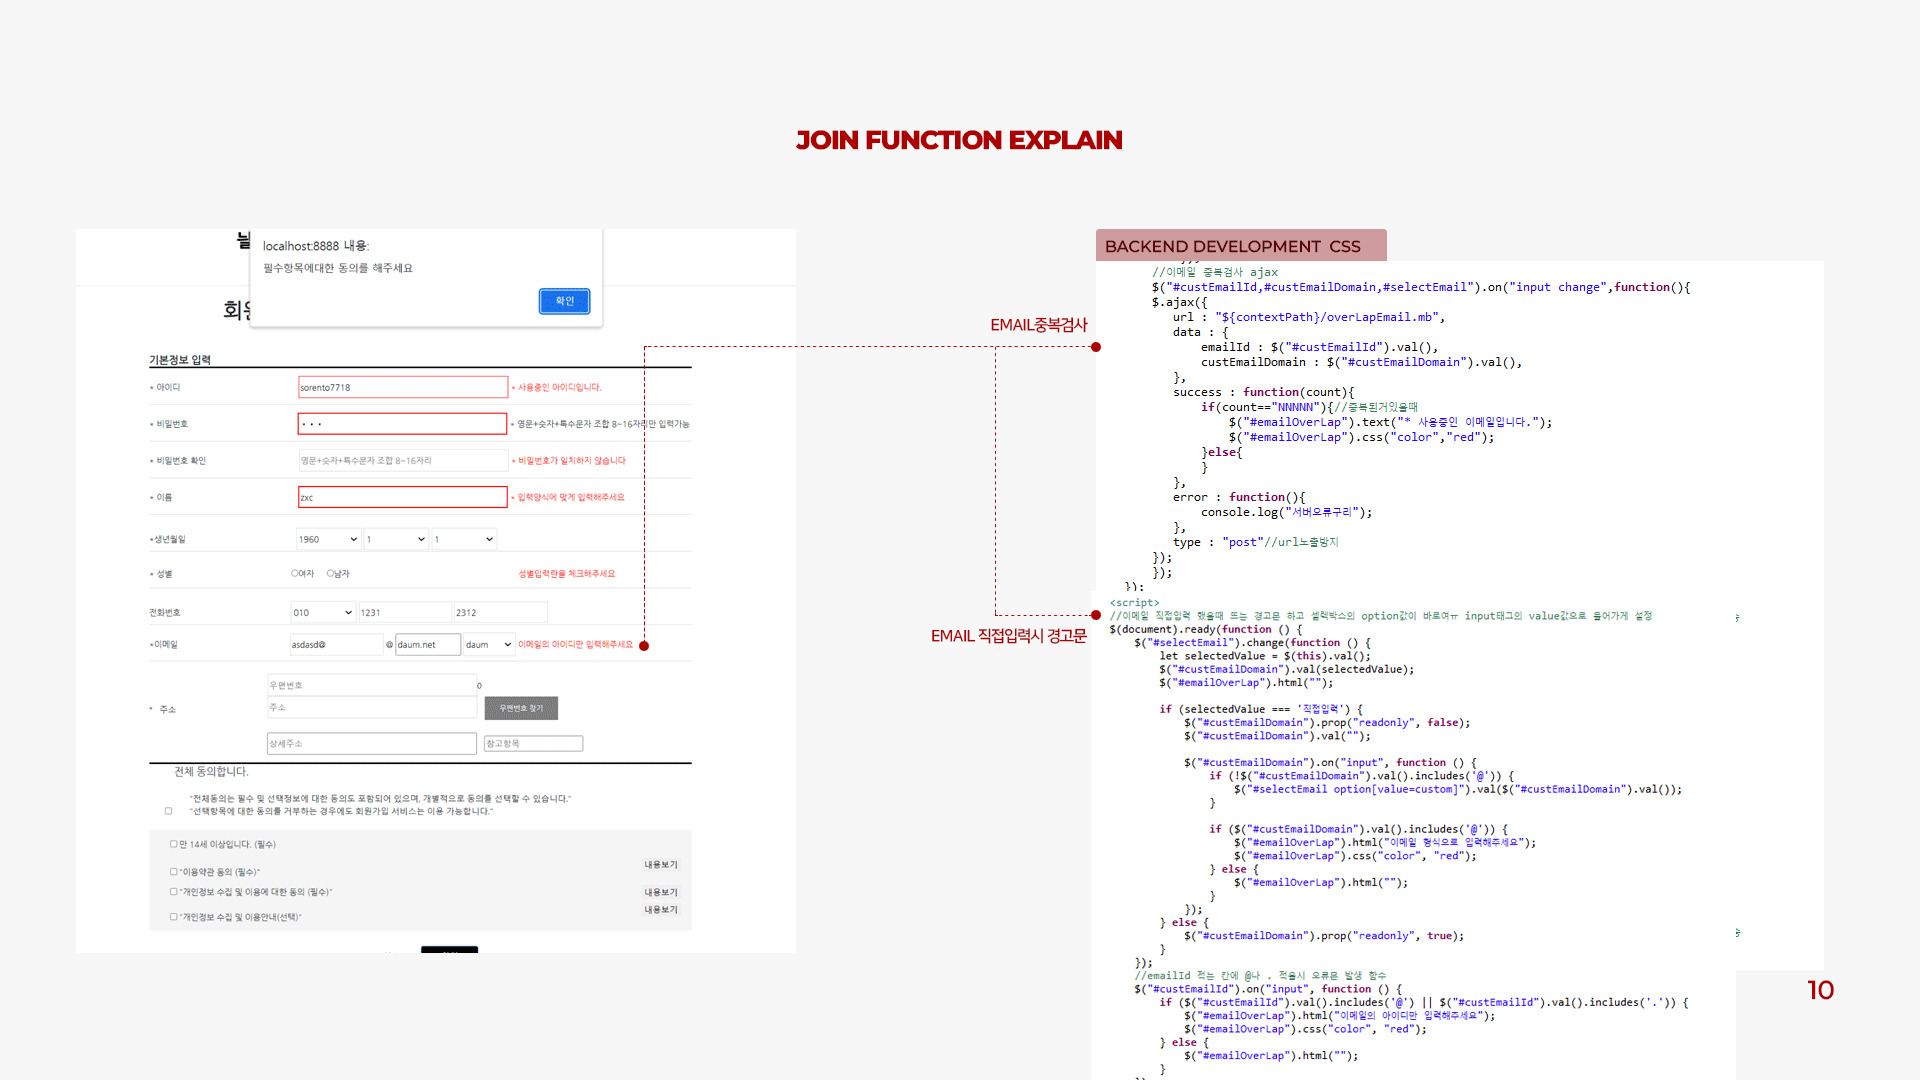 JOIN FUNCTION EXPLAIN
localhost:8888 내용:
필수항목에대한 동의를 해주세요
확인
기본정보 입력
* 아이디 sorento7718 * 사용중인 아이디입니다.
* 비밀번호 • • • * 영문+숫자+특수문자 조합 8~16자리만 입력가능
* 비밀번호 확인 영문+숫자+특수문자 조합 8~16자리 * 비밀번호가 일치하지 않습니다
* 이름 zxc * 입력양식에 맞게 입력해주세요
*생년월일 1960 1 1
* 성별 여자 남자 성별입력란을 체크해주세요
전화번호 010 1231 2312
*이메일 asdasd@ @ daum.net daum 이메일의 아이디만 입력해주세요
우편번호 0
* 주소 주소 우편번호 찾기
상세주소 참고항목
전체 동의합니다.
"전체동의는 필수 및 선택정보에 대한 동의도 포함되어 있으며, 개별적으로 동의를 선택할 수 있습니다."
"선택항목에 대한 동의를 거부하는 경우에도 회원가입 서비스는 이용 가능합니다."
만 14세 이상입니다. (필수)
내용보기
"이용약관 동의 (필수)"
"개인정보 수집 및 이용에 대한 동의 (필수)" 내용보기
내용보기
"개인정보 수집 및 이용안내(선택)"
EMAIL중복검사
EMAIL 직접입력시 경고문
BACKEND DEVELOPMENT CSS
//이메일 중복검사 ajax
$("#custEmailId,#custEmailDomain,#selectEmail").on("input change",function(){
$.ajax({
url : "${contextPath}/overLapEmail.mb",
data : {
emailId : $("#custEmailId").val(),
custEmailDomain : $("#custEmailDomain").val(),
},
success : function(count){
if(count=="NNNNN"){//중복된거있을때
$("#emailOverLap").text("* 사용중인 이메일입니다.");
$("#emailOverLap").css("color","red");
}else{
}
},
error : function(){
console.log("서버오류구리");
},
type : "post"//url노출방지
});
});
});
<script>
//이메일 직접입력 했을때 뜨는 경고문 하고 셀렉박스의 option값이 바로여ㅠ input태그의 value값으로 들어가게 설정
$(document).ready(function () {
$("#selectEmail").change(function () {
let selectedValue = $(this).val();
$("#custEmailDomain").val(selectedValue);
$("#emailOverLap").html("");
if (selectedValue === '직접입력') {
$("#custEmailDomain").prop("readonly", false);
$("#custEmailDomain").val("");
$("#custEmailDomain").on("input", function () {
if (!$("#custEmailDomain").val().includes('@')) {
$("#selectEmail option[value=custom]").val($("#custEmailDomain").val());
}
if ($("#custEmailDomain").val().includes('@')) {
$("#emailOverLap").html("이메일 형식으로 입력해주세요");
$("#emailOverLap").css("color", "red");
} else {
$("#emailOverLap").html("");
}
});
} else {
$("#custEmailDomain").prop("readonly", true);
}
});
//emailId 적는 칸에 @나 . 적을시 오류문 발생 함수
$("#custEmailId").on("input", function () {
if ($("#custEmailId").val().includes('@') || $("#custEmailId").val().includes('.')) {
$("#emailOverLap").html("이메일의 아이디만 입력해주세요");
$("#emailOverLap").css("color", "red");
} else {
$("#emailOverLap").html("");
}
10